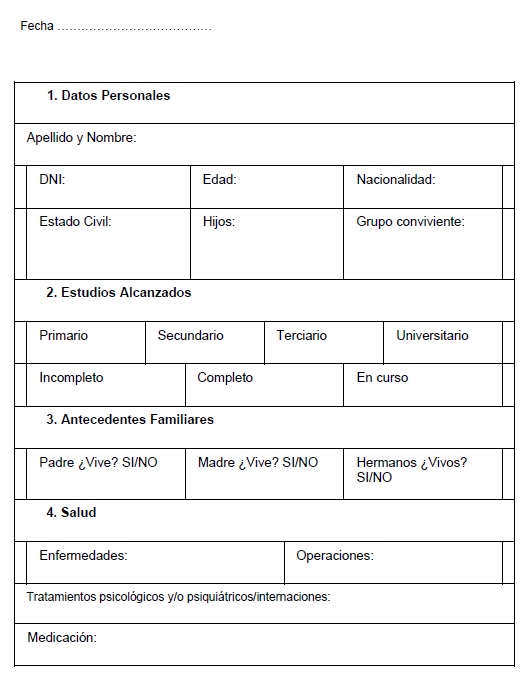 Fecha ……………………………….…
1. Datos Personales
Apellido y Nombre:
DNI: Edad: Nacionalidad:
Estado Civil: Hijos: Grupo conviviente:
2. Estudios Alcanzados
Primario Secundario Terciario Universitario
Incompleto Completo En curso
3. Antecedentes Familiares
Padre ¿Vive? SI/NO Madre ¿Vive? SI/NO Hermanos ¿Vivos?
SI/NO
4. Salud
Enfermedades: Operaciones:
Tratamientos psicológicos y/o psiquiátricos/internaciones:
Medicación: